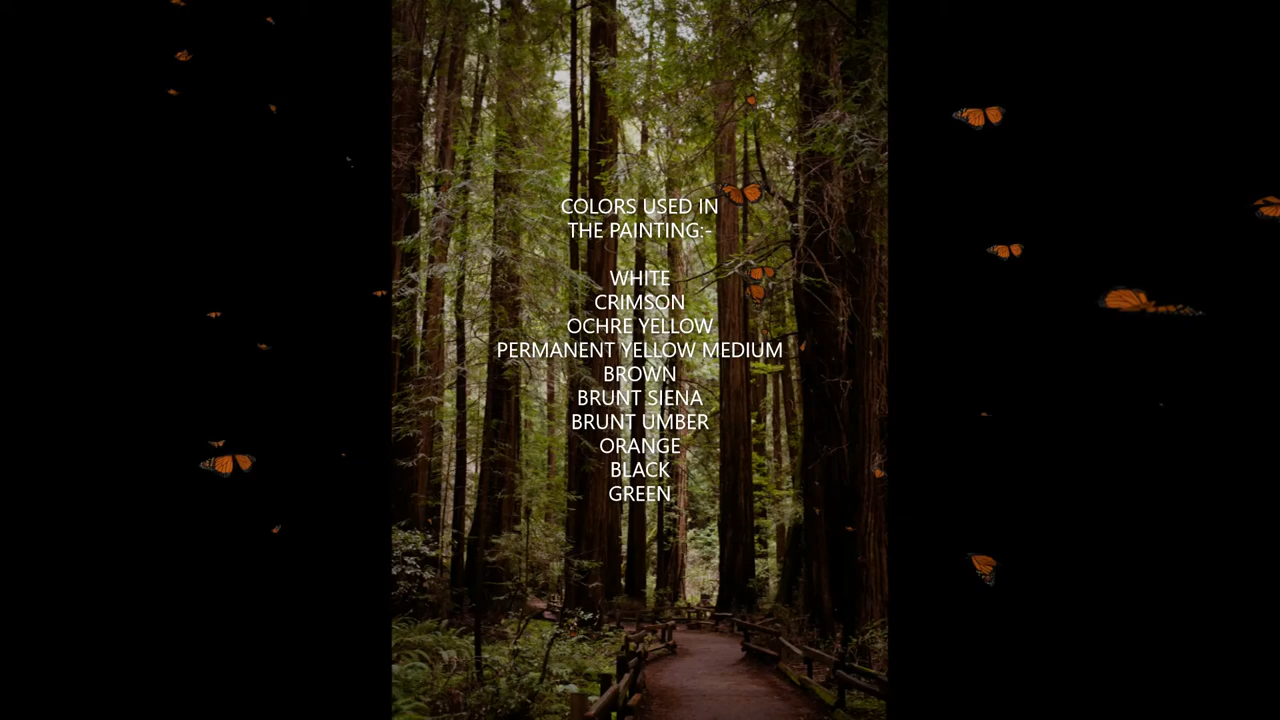 COLORS USED IN
THE PAINTING:-
WHITE
CRIMSON
OCHRE YELLOW
PERMANENT YELLOW MEDIUM
BROWN
BRUNT SIENA
BRUNT UMBER
ORANGE
BLACK
GREEN